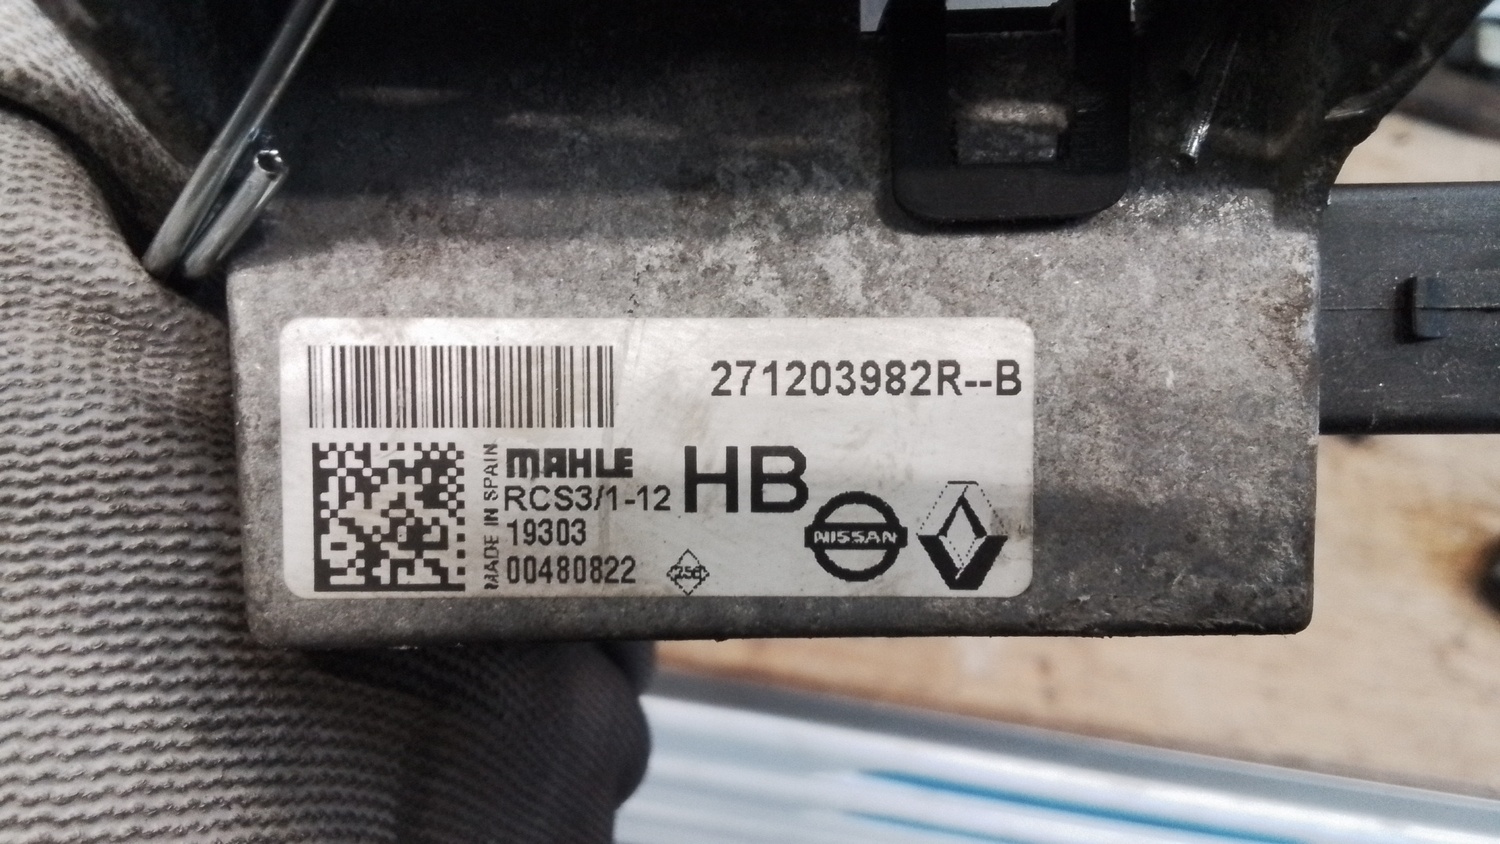 271203982R--B
MADE IN SPAIN
MAHLE
HB
RCS3/1-12
19303
00480822
NISSAN